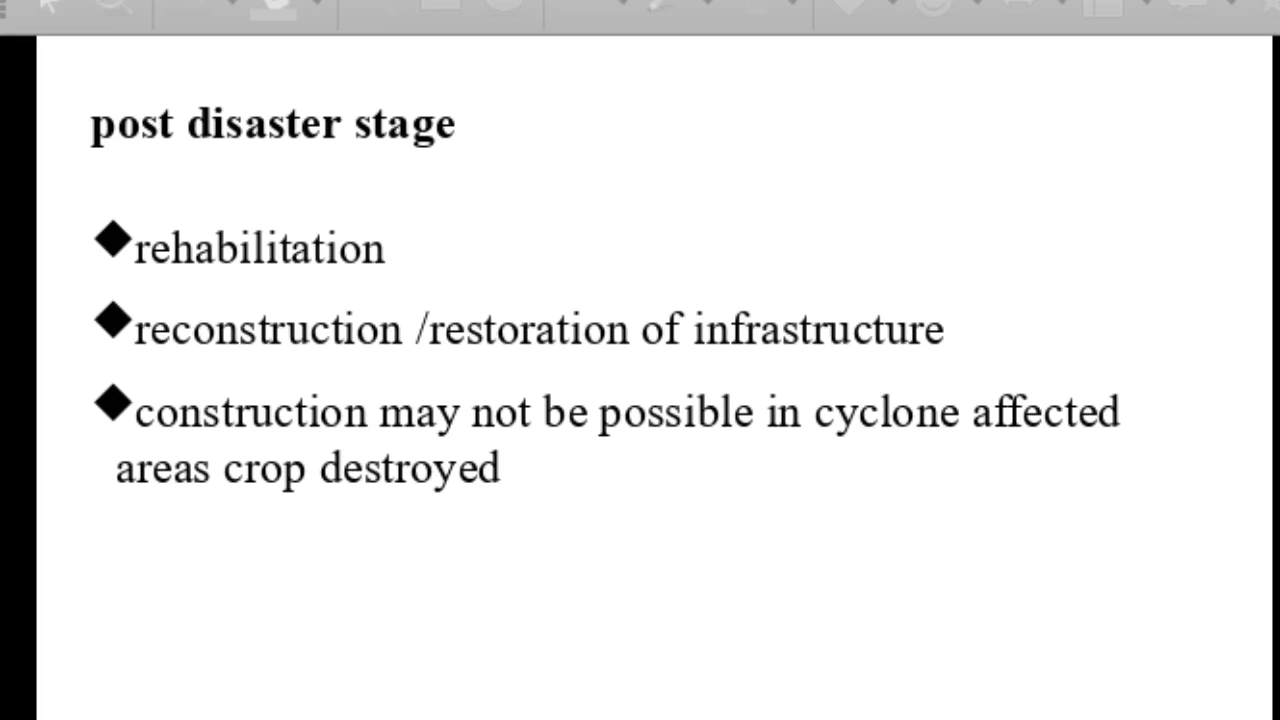 post disaster stage
◆rehabilitation
◆reconstruction /restoration of infrastructure
◆construction may not be possible in cyclone affected
areas crop destroyed